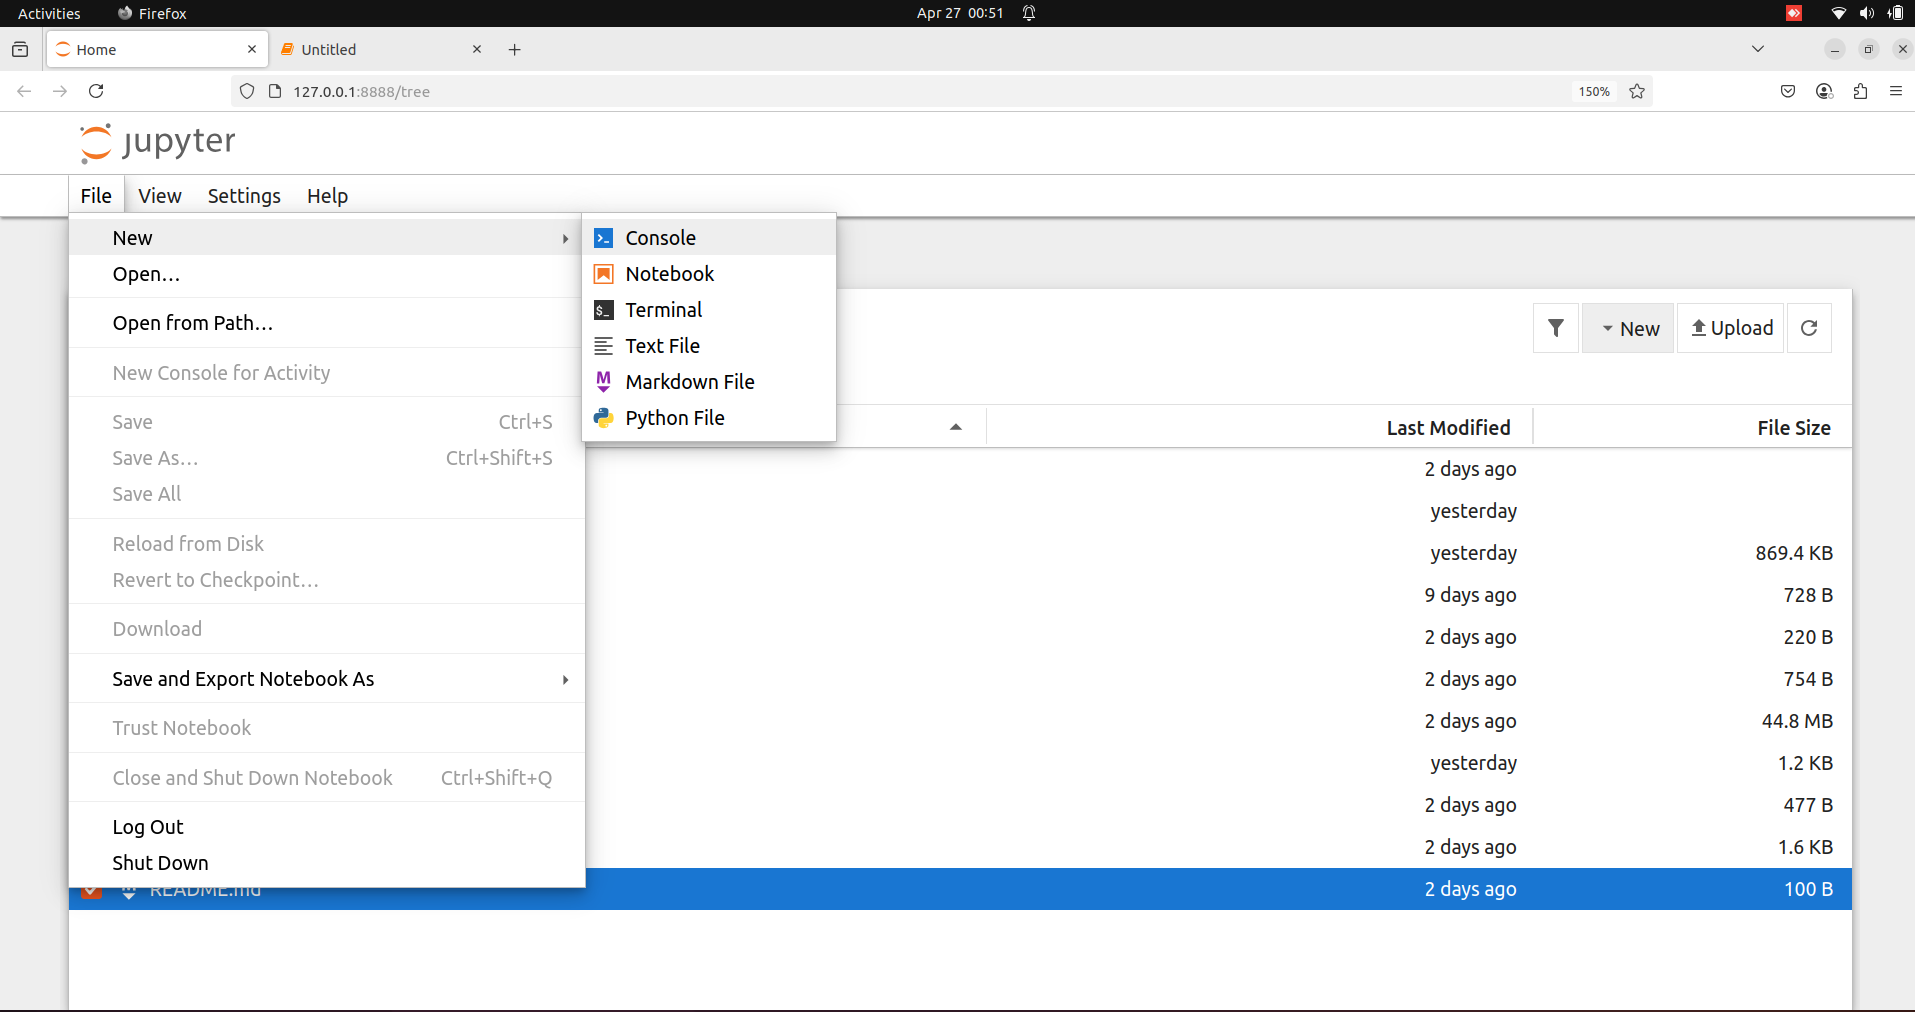 Activities Firefox Apr 27 00:51
Home Untitled
127.0.0.1:8888/tree 150%
jupyter
File View Settings Help
New Console
Open… Notebook
Terminal
Open from Path… New Upload
Text File
New Console for Activity Markdown File
Save Ctrl+S Python File Last Modified File Size
Save As… Ctrl+Shift+S 2 days ago
Save All
yesterday
Reload from Disk yesterday 869.4 KB
Revert to Checkpoint… 9 days ago 728 B
Download 2 days ago 220 B
Save and Export Notebook As 2 days ago 754 B
Trust Notebook 2 days ago 44.8 MB
Close and Shut Down Notebook Ctrl+Shift+Q yesterday 1.2 KB
2 days ago 477 B
Log Out
2 days ago 1.6 KB
Shut Down
README.md 2 days ago 100 B